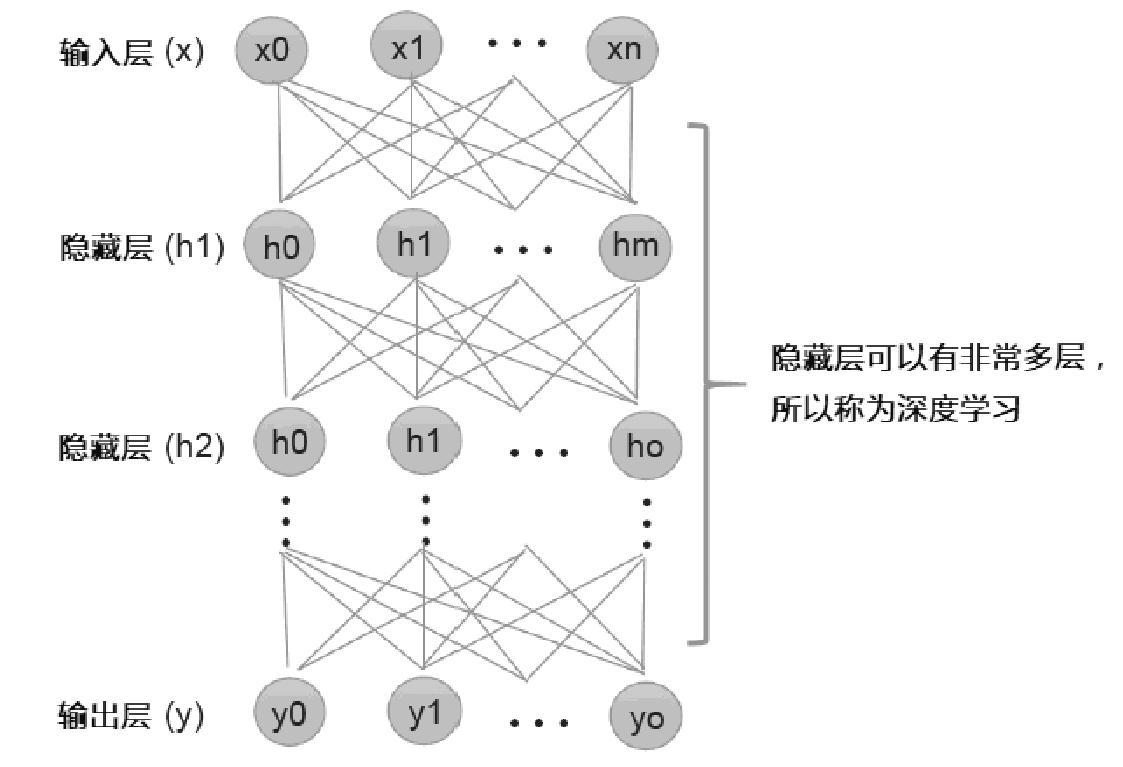 输入层 (x) x0 x1 ··· xn
隐藏层 (h1) h0 h1 ··· hm
隐藏层可以有非常多层，
所以称为深度学习
隐藏层 (h2) h0 h1 ··· ho
输出层 (y) y0 y1 ··· yo